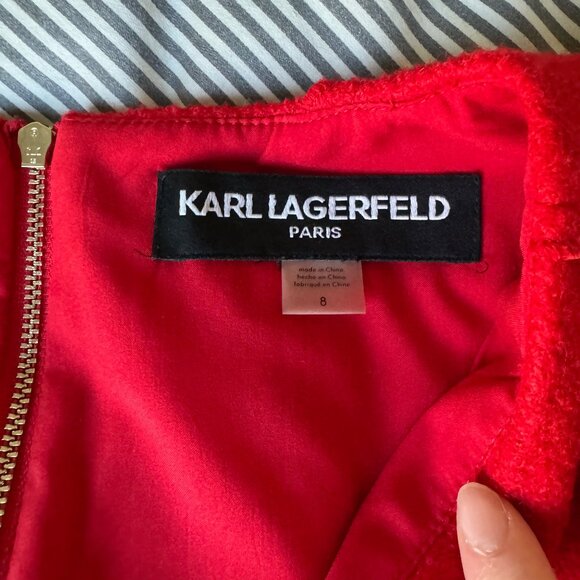 KARL LAGERFELD
PARIS
made in China
hecho en China
fabriqué en Chine
8